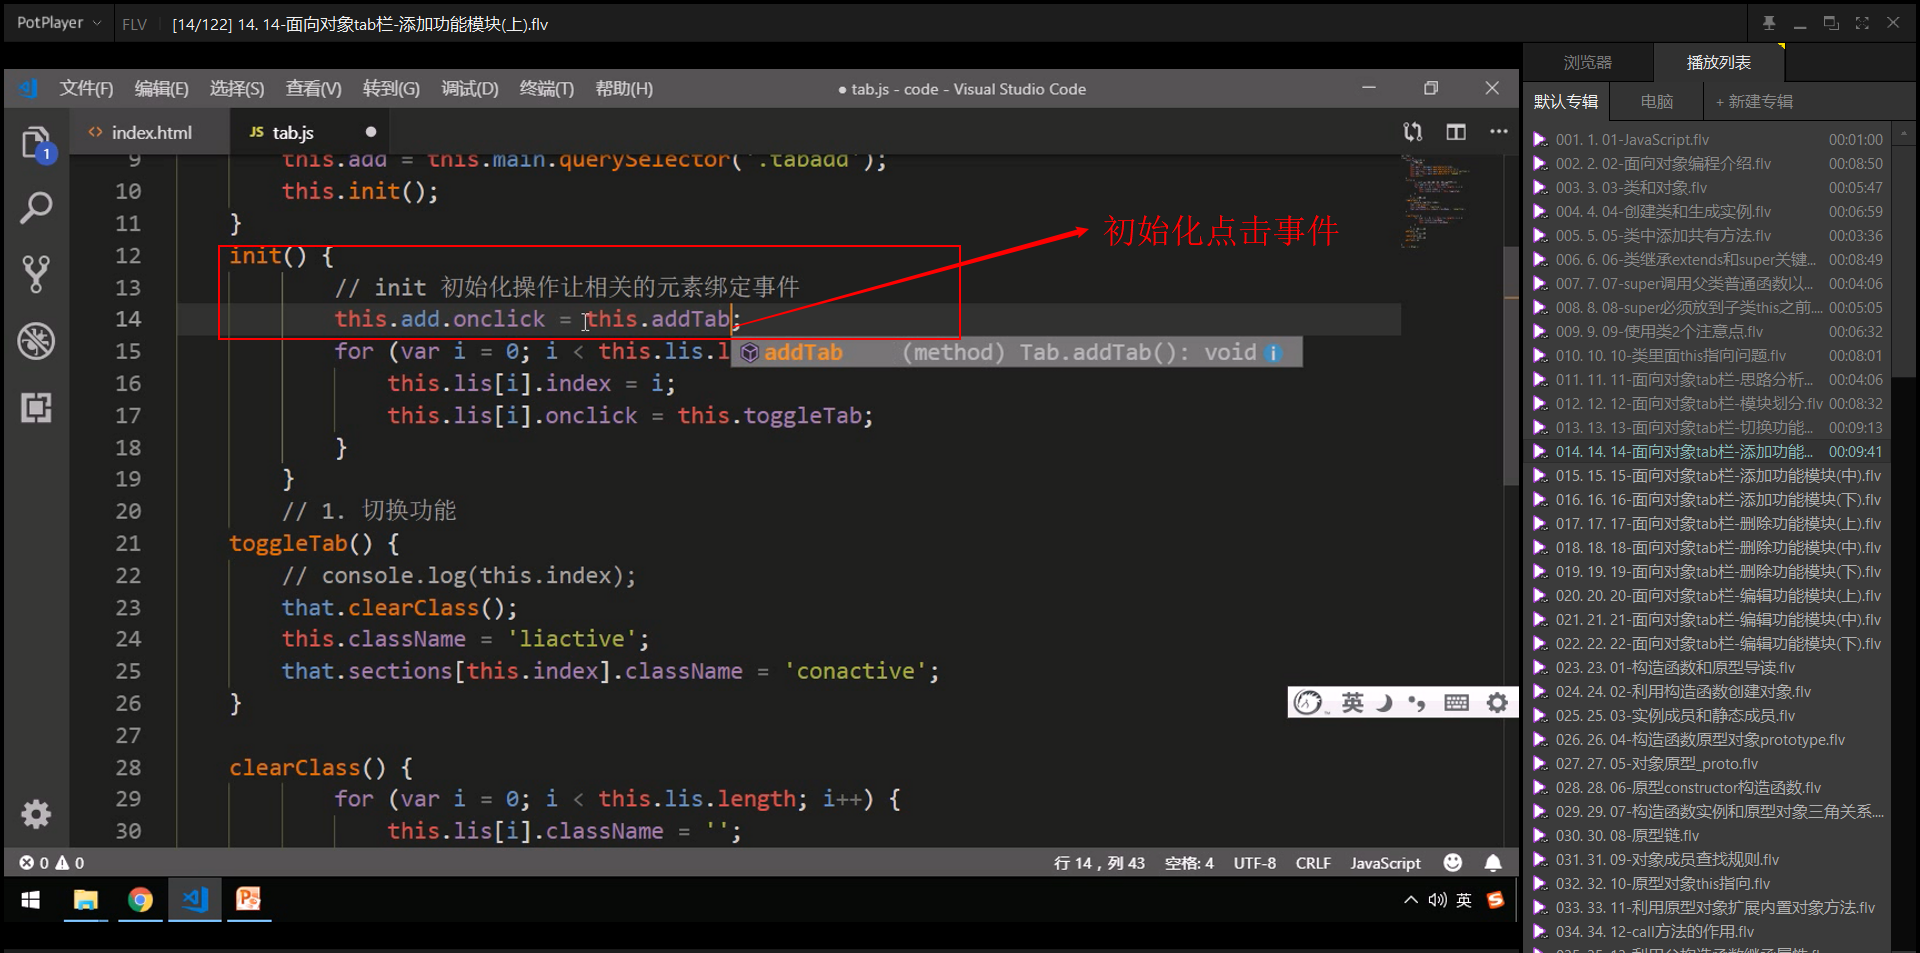 PotPlayer
FLV
[14/122] 14. 14-面向对象tab栏-添加功能模块(上).flv
文件(F) 编辑(E) 选择(S) 查看(V) 转到(G) 调试(D) 终端(T) 帮助(H)
● tab.js - code - Visual Studio Code
1
<> index.html
JS tab.js ●
9 this.add = this.main.querySelector('.tabadd');
10 this.init();
11 }
12 init() {
13 // init 初始化操作让相关的元素绑定事件
14 this.add.onclick = this.addTab;
15 for (var i = 0; i < this.lis.l
addTab (method) Tab.addTab(): void
16 this.lis[i].index = i;
17 this.lis[i].onclick = this.toggleTab;
18 }
19 }
20 // 1. 切换功能
21 toggleTab() {
22 // console.log(this.index);
23 that.clearClass();
24 this.className = 'liactive';
25 that.sections[this.index].className = 'conactive';
26 }
27
28 clearClass() {
29 for (var i = 0; i < this.lis.length; i++) {
30 this.lis[i].className = '';
初始化点击事件
英
0 0
行 14，列 43 空格: 4 UTF-8 CRLF JavaScript
英
浏览器 播放列表
默认专辑 电脑 + 新建专辑
001. 1. 01-JavaScript.flv 00:01:00
002. 2. 02-面向对象编程介绍.flv 00:08:50
003. 3. 03-类和对象.flv 00:05:47
004. 4. 04-创建类和生成实例.flv 00:06:59
005. 5. 05-类中添加共有方法.flv 00:03:36
006. 6. 06-类继承extends和super关键... 00:08:49
007. 7. 07-super调用父类普通函数以... 00:04:06
008. 8. 08-super必须放到子类this之前... 00:05:05
009. 9. 09-使用类2个注意点.flv 00:06:32
010. 10. 10-类里面this指向问题.flv 00:08:01
011. 11. 11-面向对象tab栏-思路分析... 00:04:06
012. 12. 12-面向对象tab栏-模块划分.flv 00:08:32
013. 13. 13-面向对象tab栏-切换功能... 00:09:13
014. 14. 14-面向对象tab栏-添加功能... 00:09:41
015. 15. 15-面向对象tab栏-添加功能模块(中).flv
016. 16. 16-面向对象tab栏-添加功能模块(下).flv
017. 17. 17-面向对象tab栏-删除功能模块(上).flv
018. 18. 18-面向对象tab栏-删除功能模块(中).flv
019. 19. 19-面向对象tab栏-删除功能模块(下).flv
020. 20. 20-面向对象tab栏-编辑功能模块(上).flv
021. 21. 21-面向对象tab栏-编辑功能模块(中).flv
022. 22. 22-面向对象tab栏-编辑功能模块(下).flv
023. 23. 01-构造函数和原型导读.flv
024. 24. 02-利用构造函数创建对象.flv
025. 25. 03-实例成员和静态成员.flv
026. 26. 04-构造函数原型对象prototype.flv
027. 27. 05-对象原型_proto.flv
028. 28. 06-原型constructor构造函数.flv
029. 29. 07-构造函数实例和原型对象三角关系....
030. 30. 08-原型链.flv
031. 31. 09-对象成员查找规则.flv
032. 32. 10-原型对象this指向.flv
033. 33. 11-利用原型对象扩展内置对象方法.flv
034. 34. 12-call方法的作用.flv